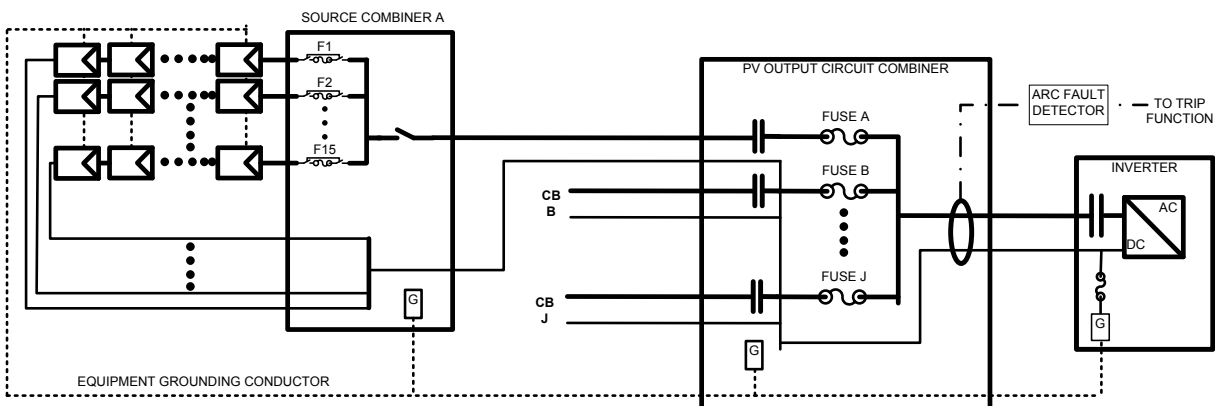 SOURCE COMBINER A
F1
F2
F15
G
EQUIPMENT GROUNDING CONDUCTOR
PV OUTPUT CIRCUIT COMBINER
FUSE A
FUSE B
FUSE J
CB
B
CB
J
G
ARC FAULT
DETECTOR
TO TRIP
FUNCTION
INVERTER
AC
DC
G